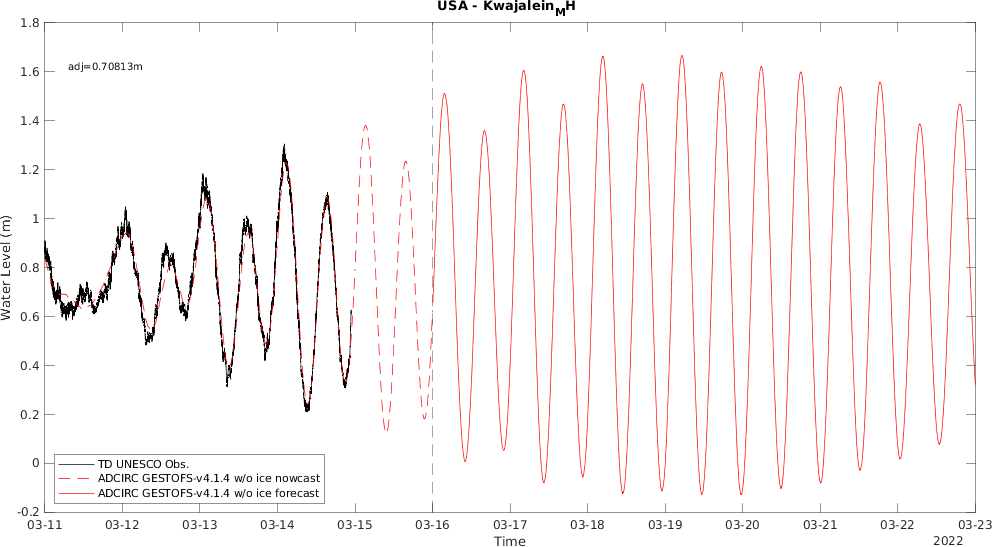 USA - Kwajalein_MH
adj=0.70813m
Water Level (m)
1.8
1.6
1.4
1.2
1
0.8
0.6
0.4
0.2
0
-0.2
TD UNESCO Obs.
ADCIRC GESTOFS-v4.1.4 w/o ice nowcast
ADCIRC GESTOFS-v4.1.4 w/o ice forecast
03-11 03-12 03-13 03-14 03-15 03-16 03-17 03-18 03-19 03-20 03-21 03-22 03-23
Time
2022